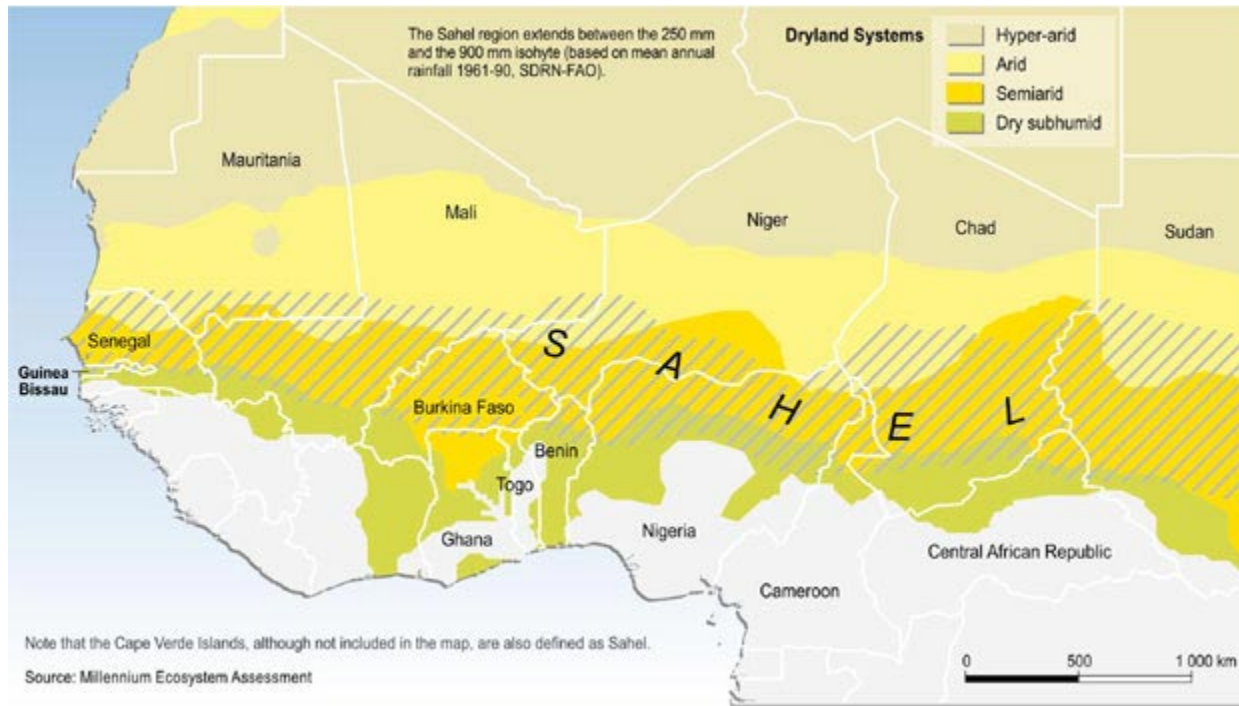 The Sahel region extends between the 250 mm
and the 900 mm isohyte (based on mean annual
rainfall 1961-90, SDRN-FAO).
Dryland Systems
Hyper-arid
Arid
Semiarid
Dry subhumid
Mauritania
Mali
Niger
Chad
Sudan
Senegal
Guinea
Bissau
S A H E L
Burkina Faso
Benin
Togo
Ghana
Nigeria
Cameroon
Central African Republic
Note that the Cape Verde Islands, although not included in the map, are also defined as Sahel.
Source: Millennium Ecosystem Assessment
0 500 1 000 km